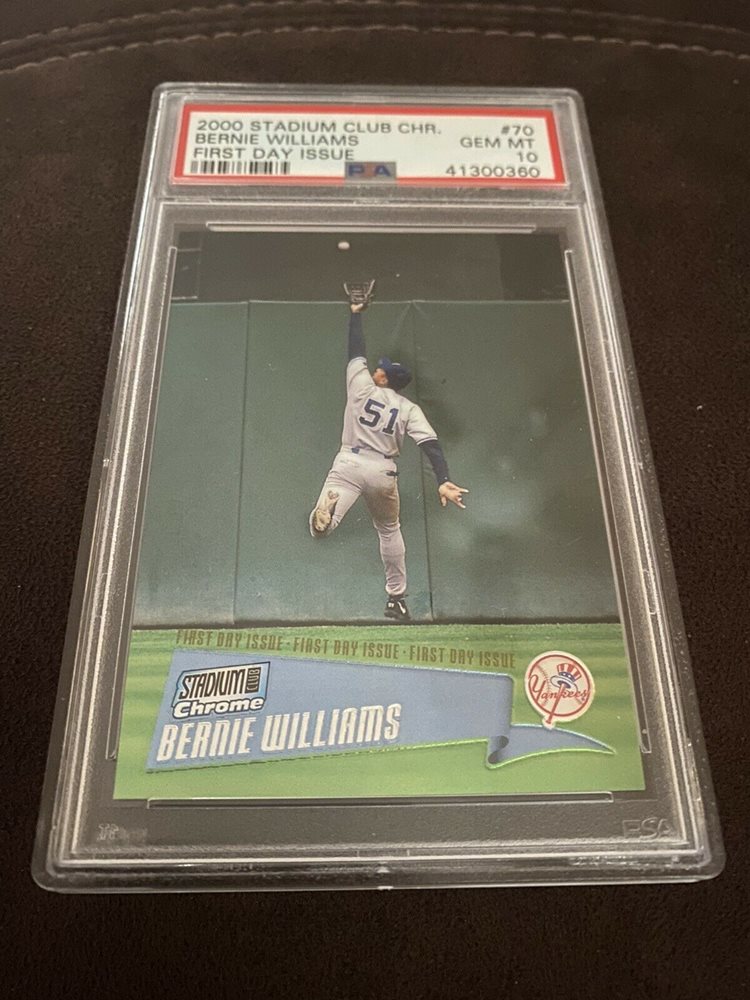 2000 STADIUM CLUB CHR. #70
BERNIE WILLIAMS GEM MT
FIRST DAY ISSUE 10
PSA 41300360
51
FIRST DAY ISSUE · FIRST DAY ISSUE · FIRST DAY ISSUE
STADIUM CLUB
Chrome
Yankees
BERNIE WILLIAMS
PSA